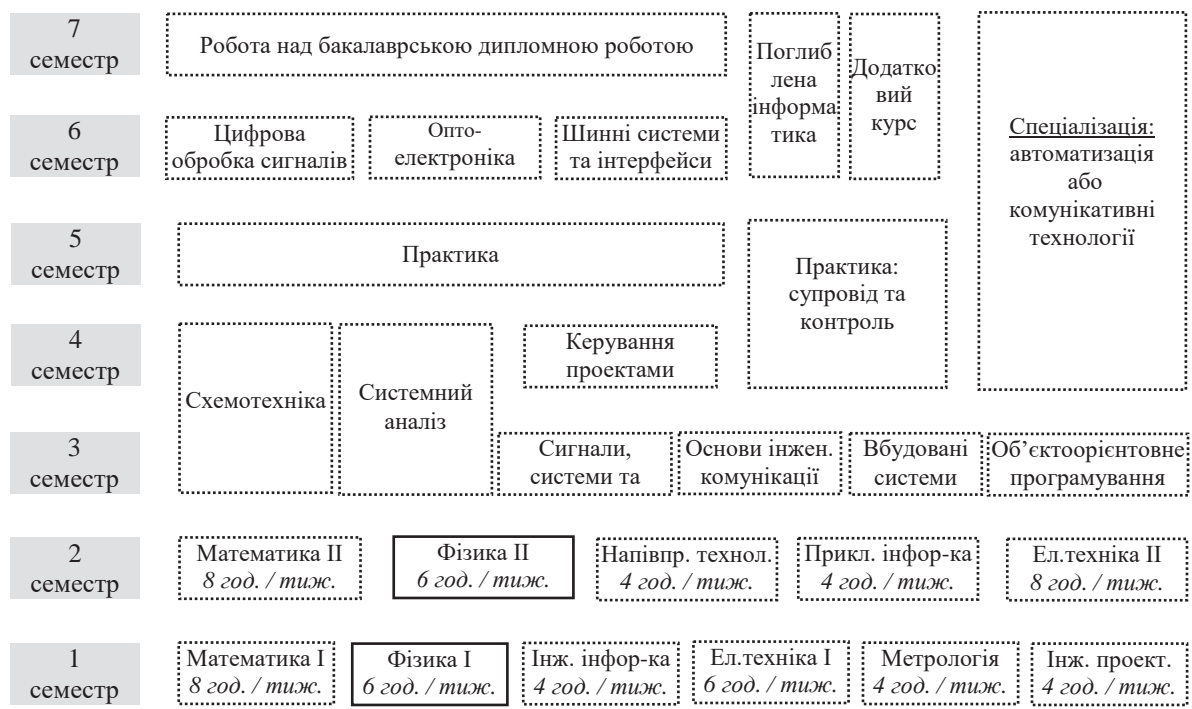 7
семестр
Робота над бакалаврською дипломною роботою
Поглиб
лена
інформа
тика
Додатко
вий
курс
Спеціалізація:
автоматизація
або
комунікативні
технології
6
семестр
Цифрова
обробка сигналів
Опто-
електроніка
Шинні системи
та інтерфейси
5
семестр
Практика
Практика:
супровід та
контроль
4
семестр
Схемотехніка
Системний
аналіз
Керування
проектами
3
семестр
Сигнали,
системи та
Основи інжен.
комунікації
Вбудовані
системи
Об’єктоорієнтовне
програмування
2
семестр
Математика II
8 год. / тиж.
Фізика II
6 год. / тиж.
Напівпр. технол.
4 год. / тиж.
Прикл. інфор-ка
4 год. / тиж.
Ел.техніка II
8 год. / тиж.
1
семестр
Математика I
8 год. / тиж.
Фізика I
6 год. / тиж.
Інж. інфор-ка
4 год. / тиж.
Ел.техніка I
6 год. / тиж.
Метрологія
4 год. / тиж.
Інж. проект.
4 год. / тиж.